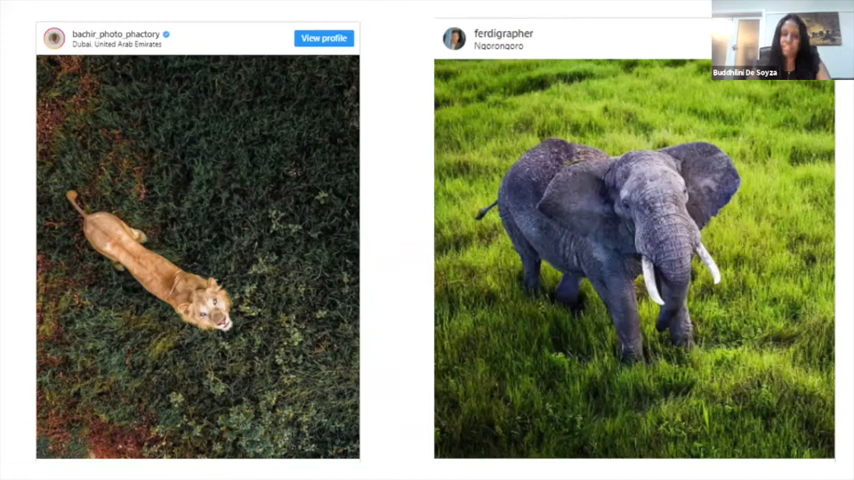 bachir_photo_phactory
Dubai, United Arab Emirates
View profile
ferdigrapher
Ngorongoro
Buddhini De Soyza